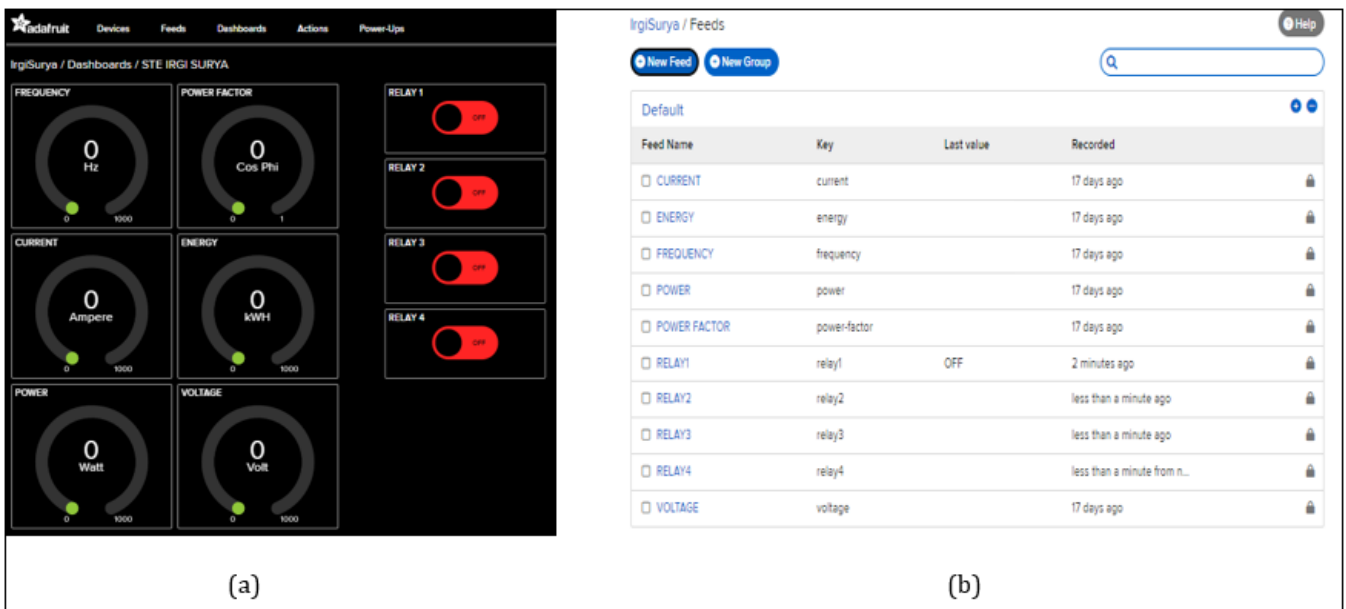 adafruit Devices Feeds Dashboards Actions Power-Ups
IrgiSurya / Dashboards / STE IRGI SURYA
FREQUENCY
0
Hz
0 1000
POWER FACTOR
0
Cos Phi
0 1
RELAY 1
OFF
RELAY 2
OFF
CURRENT
0
Ampere
0 1000
ENERGY
0
kWH
0 1000
RELAY 3
OFF
RELAY 4
OFF
POWER
0
Watt
0 1000
VOLTAGE
0
Volt
0 1000
(a)
IrgiSurya / Feeds
Help
New Feed New Group
Default
Feed Name Key Last value Recorded
CURRENT current 17 days ago
ENERGY energy 17 days ago
FREQUENCY frequency 17 days ago
POWER power 17 days ago
POWER FACTOR power-factor 17 days ago
RELAY1 relay1 OFF 2 minutes ago
RELAY2 relay2 less than a minute ago
RELAY3 relay3 less than a minute ago
RELAY4 relay4 less than a minute from n...
VOLTAGE voltage 17 days ago
(b)